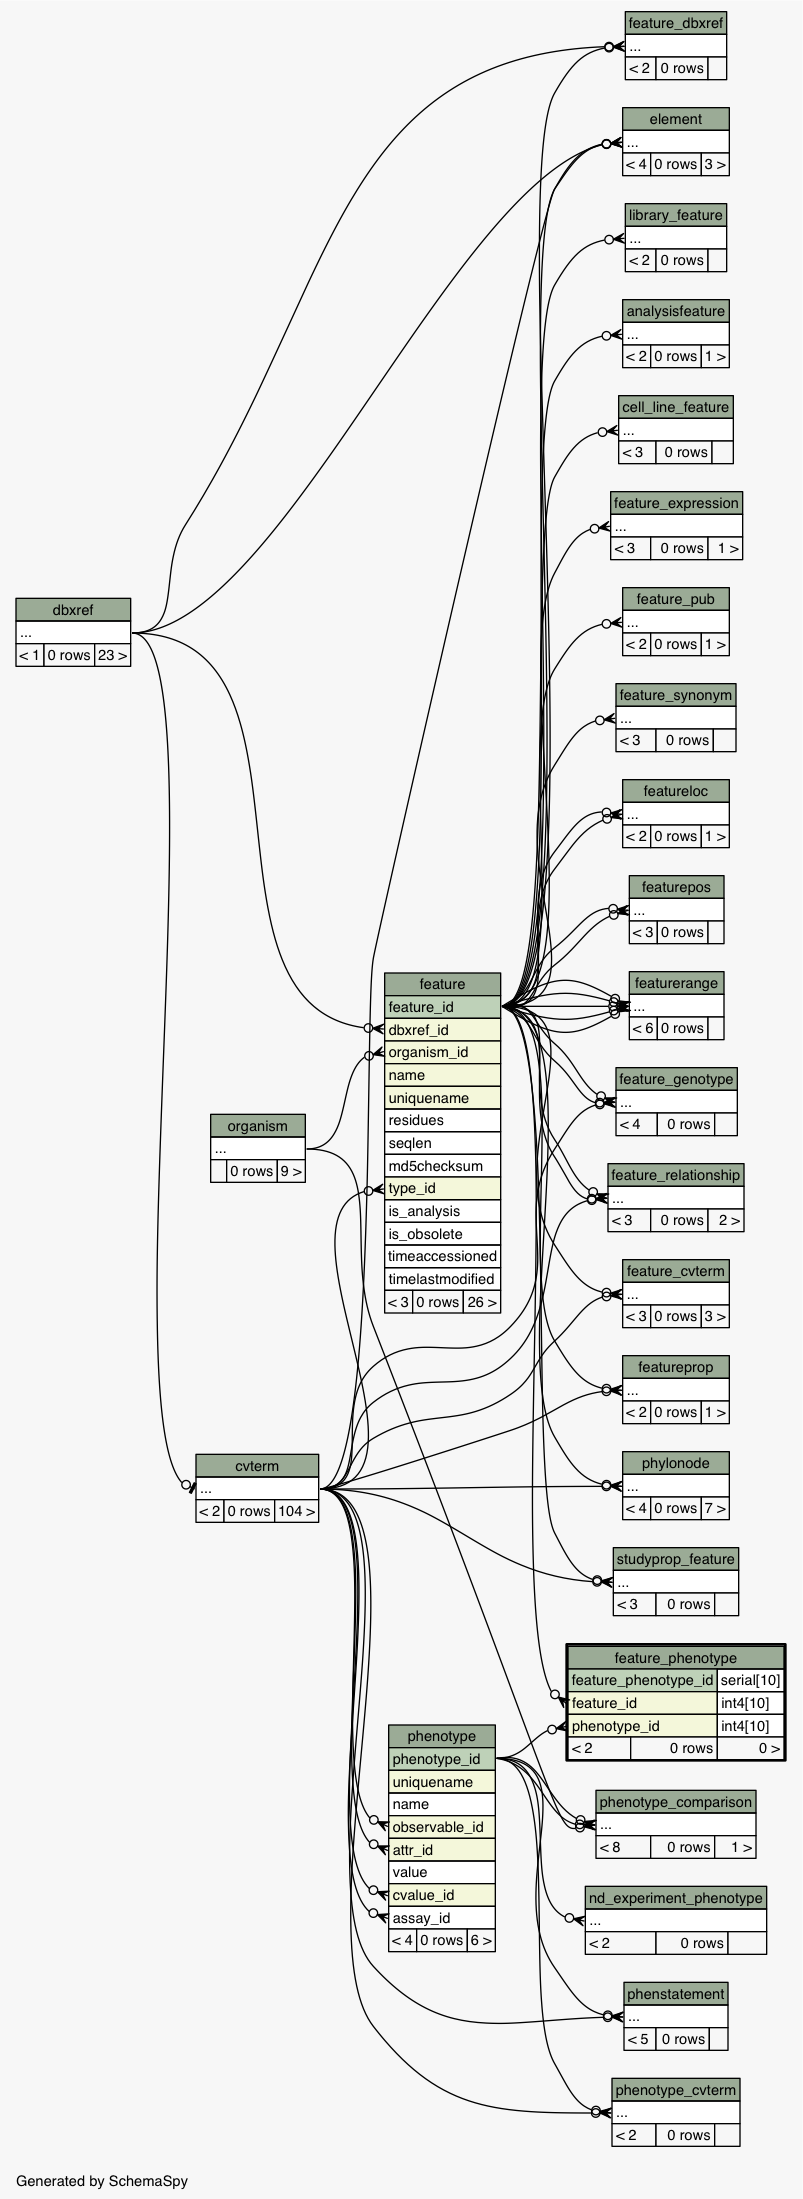 feature_dbxref
...
< 2 0 rows
element
...
< 4 0 rows 3 >
library_feature
...
< 2 0 rows
analysisfeature
...
< 2 0 rows 1 >
cell_line_feature
...
< 3 0 rows
feature_expression
...
< 3 0 rows 1 >
feature_pub
...
< 2 0 rows 1 >
dbxref
...
< 1 0 rows 23 >
feature_synonym
...
< 3 0 rows
featureloc
...
< 2 0 rows 1 >
featurepos
...
< 3 0 rows
featurerange
...
< 6 0 rows
feature
feature_id
dbxref_id
organism_id
name
uniquename
residues
seqlen
md5checksum
type_id
is_analysis
is_obsolete
timeaccessioned
timelastmodified
< 3 0 rows 26 >
feature_genotype
...
< 4 0 rows
organism
...
0 rows 9 >
feature_relationship
...
< 3 0 rows 2 >
feature_cvterm
...
< 3 0 rows 3 >
featureprop
...
< 2 0 rows 1 >
cvterm
...
< 2 0 rows 104 >
phylonode
...
< 4 0 rows 7 >
studyprop_feature
...
< 3 0 rows
feature_phenotype
feature_phenotype_id serial[10]
feature_id int4[10]
phenotype_id int4[10]
< 2 0 rows 0 >
phenotype
phenotype_id
uniquename
name
observable_id
attr_id
value
cvalue_id
assay_id
< 4 0 rows 6 >
phenotype_comparison
...
< 8 0 rows 1 >
nd_experiment_phenotype
...
< 2 0 rows
phenstatement
...
< 5 0 rows
phenotype_cvterm
...
< 2 0 rows
Generated by SchemaSpy